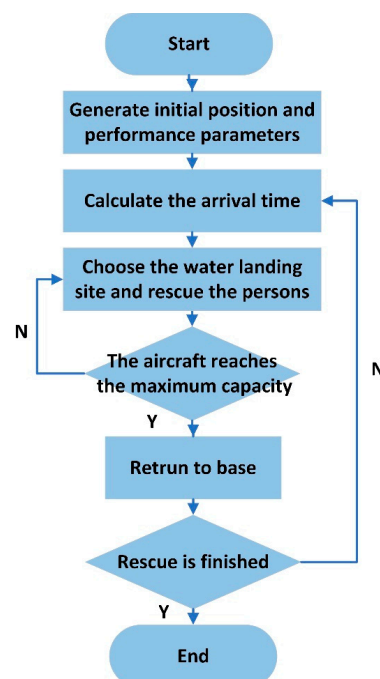 Start
Generate initial position and
performance parameters
Calculate the arrival time
Choose the water landing
site and rescue the persons
N
The aircraft reaches
the maximum capacity
N
Y
Retrun to base
Rescue is finished
Y
End